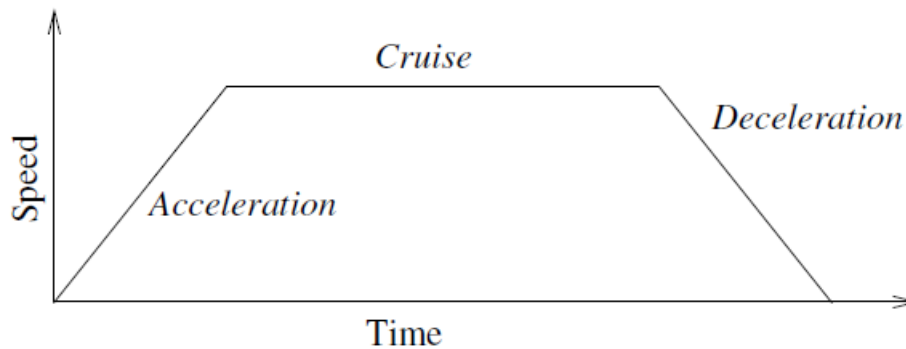 Cruise
Deceleration
Speed
Acceleration
Time